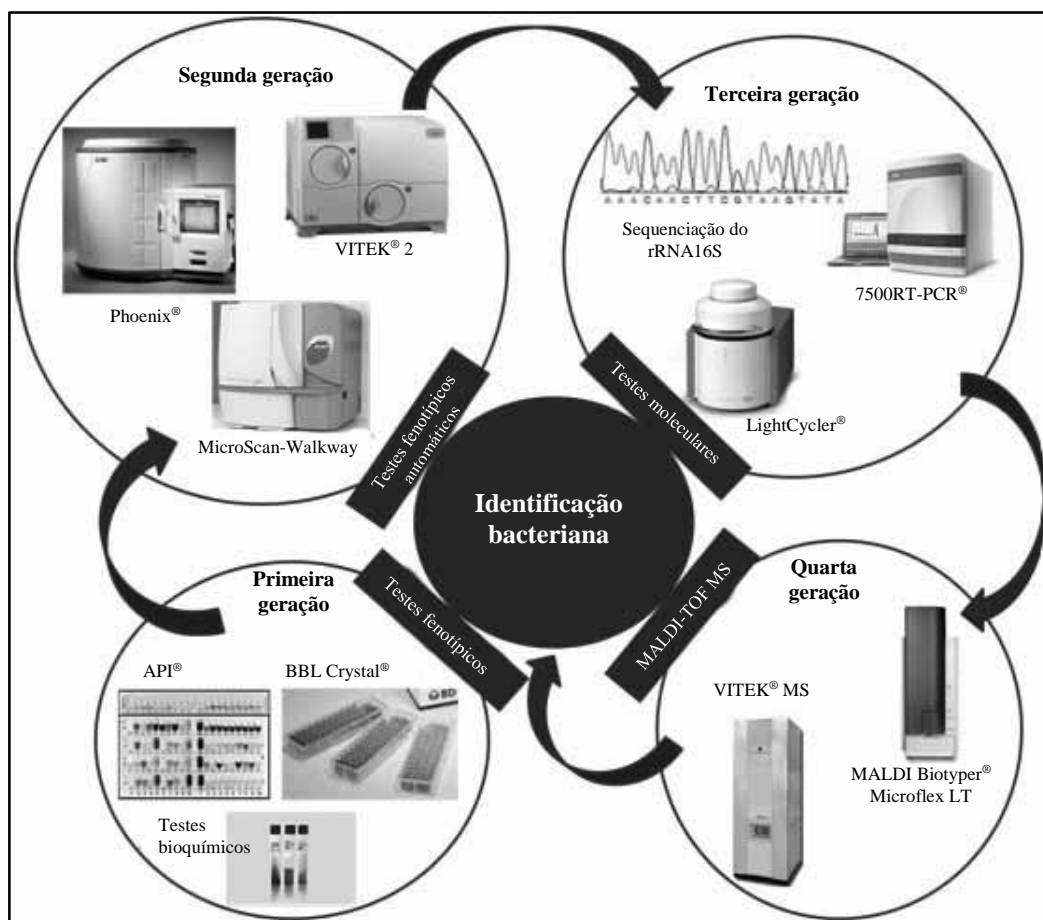 Segunda geração
VITEK® 2
Phoenix®
MicroScan-Walkway
Testes fenotípicos
automáticos
Terceira geração
A A A C A A C T T C G T A A G T A T A
Sequenciação do
rRNA16S
7500RT-PCR®
LightCycler®
Testes moleculares
Identificação
bacteriana
Primeira
geração
Testes fenotípicos
API®
BBL Crystal®
BD
Testes
bioquímicos
MALDI-TOF MS
Quarta
geração
VITEK® MS
MALDI Biotyper®
Microflex LT